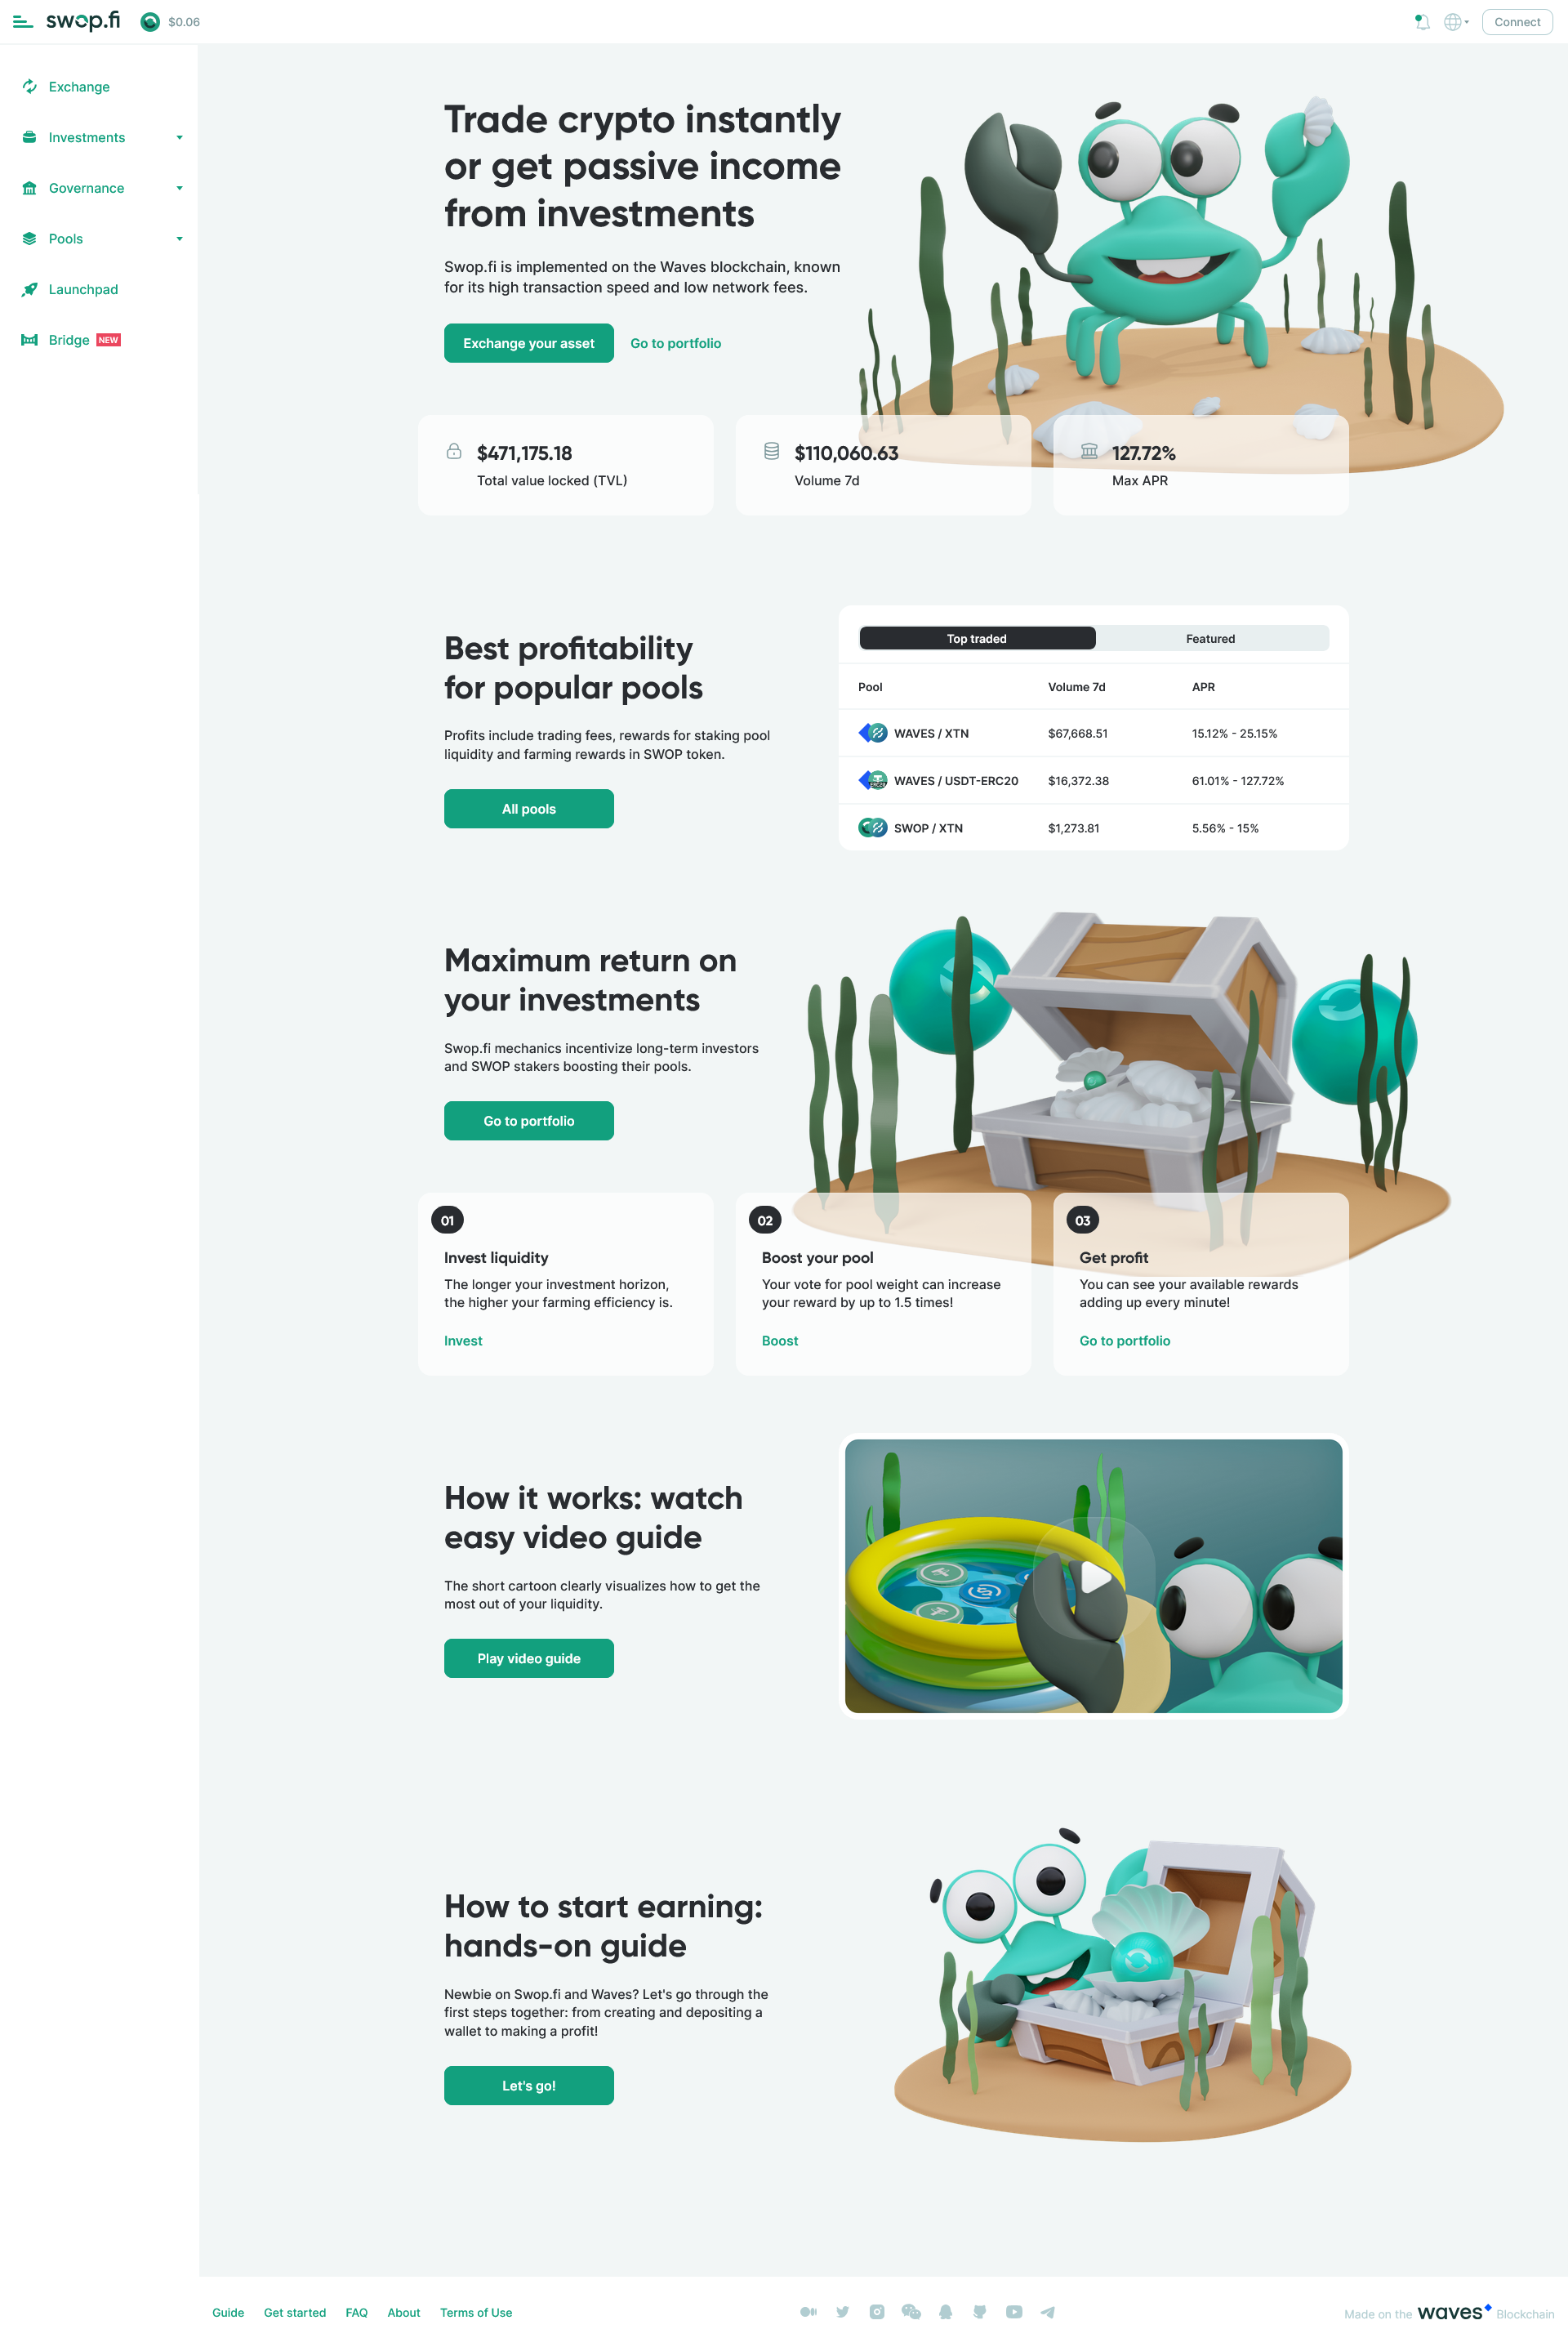 swop.fi
$0.06
Connect
Exchange
Investments
Governance
Pools
Launchpad
Bridge NEW
Trade crypto instantly
or get passive income
from investments
Swop.fi is implemented on the Waves blockchain, known
for its high transaction speed and low network fees.
Exchange your asset
Go to portfolio
$471,175.18
Total value locked (TVL)
$110,060.63
Volume 7d
127.72%
Max APR
Best profitability
for popular pools
Profits include trading fees, rewards for staking pool
liquidity and farming rewards in SWOP token.
All pools
Top traded
Featured
Pool Volume 7d APR
WAVES / XTN $67,668.51 15.12% - 25.15%
WAVES / USDT-ERC20 $16,372.38 61.01% - 127.72%
SWOP / XTN $1,273.81 5.56% - 15%
Maximum return on
your investments
Swop.fi mechanics incentivize long-term investors
and SWOP stakers boosting their pools.
Go to portfolio
01
Invest liquidity
The longer your investment horizon,
the higher your farming efficiency is.
Invest
02
Boost your pool
Your vote for pool weight can increase
your reward by up to 1.5 times!
Boost
03
Get profit
You can see your available rewards
adding up every minute!
Go to portfolio
How it works: watch
easy video guide
The short cartoon clearly visualizes how to get the
most out of your liquidity.
Play video guide
How to start earning:
hands-on guide
Newbie on Swop.fi and Waves? Let's go through the
first steps together: from creating and depositing a
wallet to making a profit!
Let's go!
Guide Get started FAQ About Terms of Use
Made on the waves Blockchain